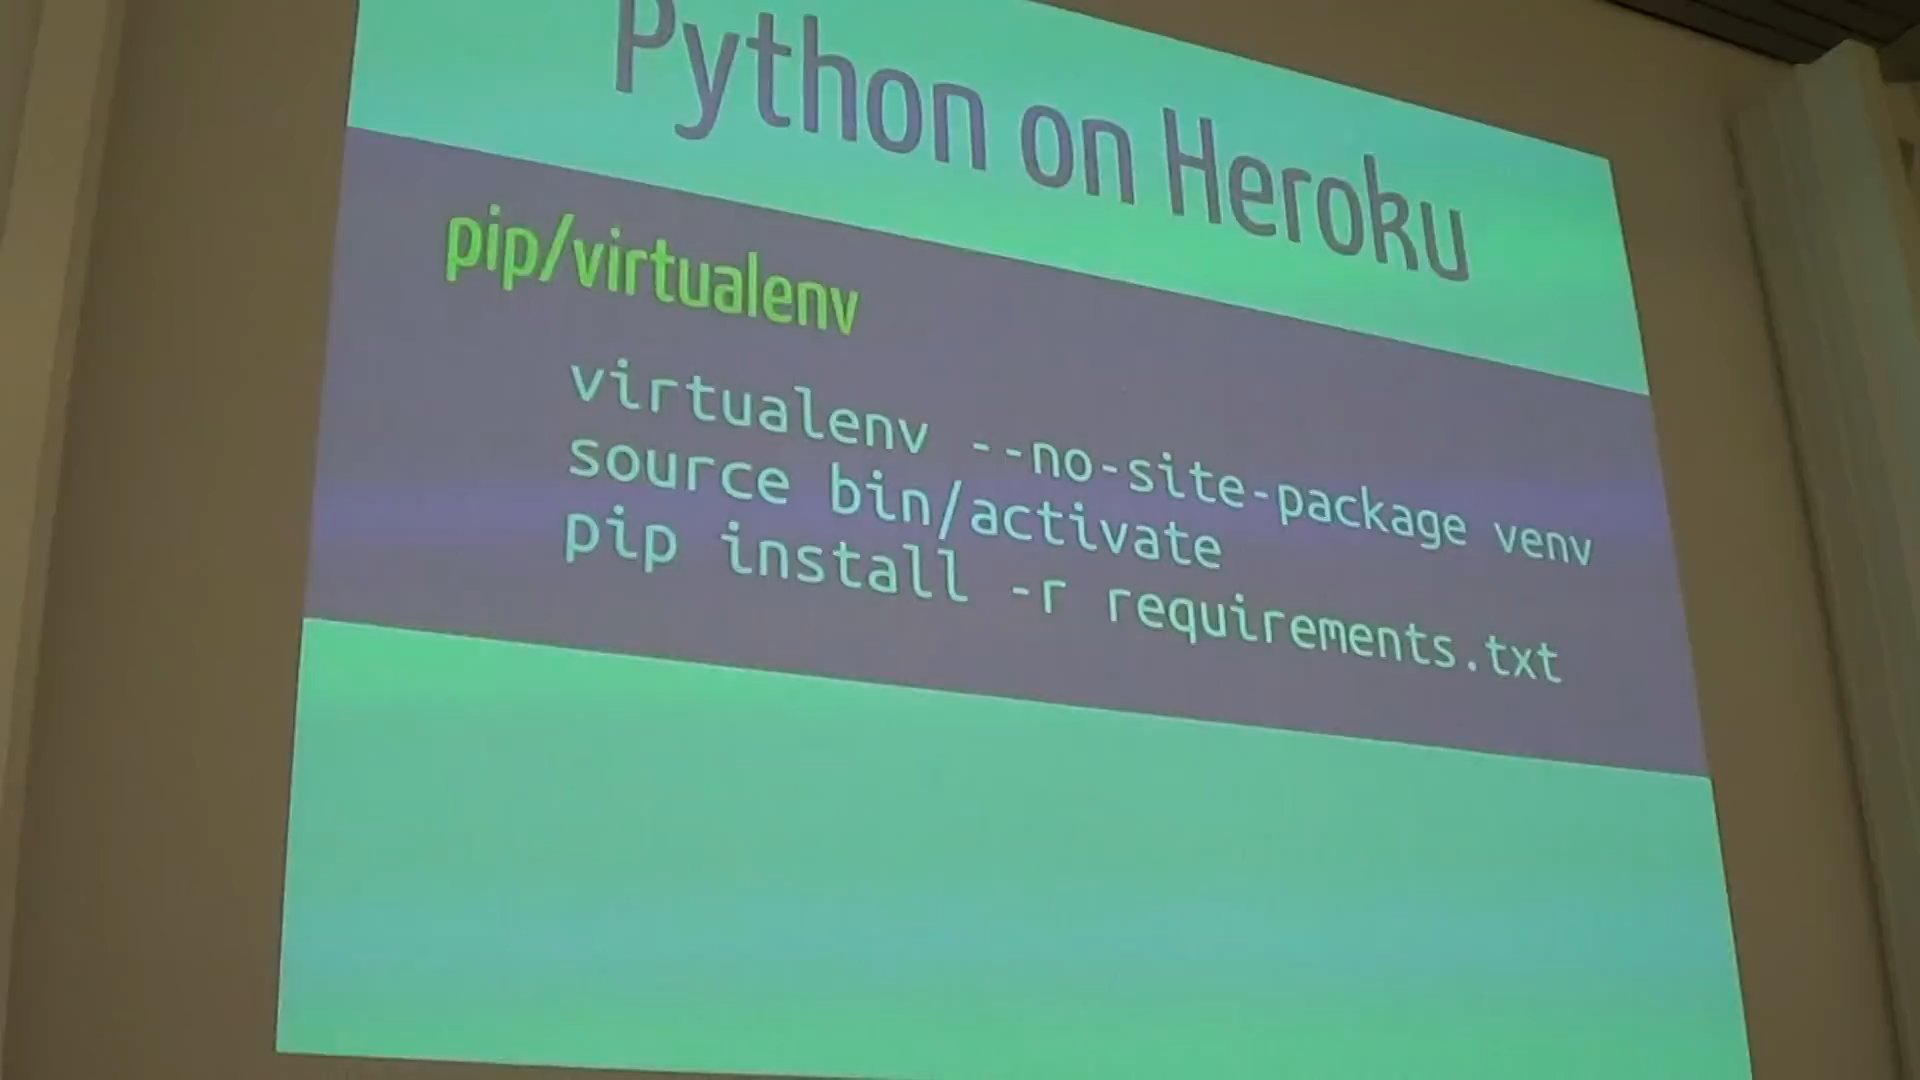 Python on Heroku
pip/virtualenv
virtualenv --no-site-package venv
source bin/activate
pip install -r requirements.txt